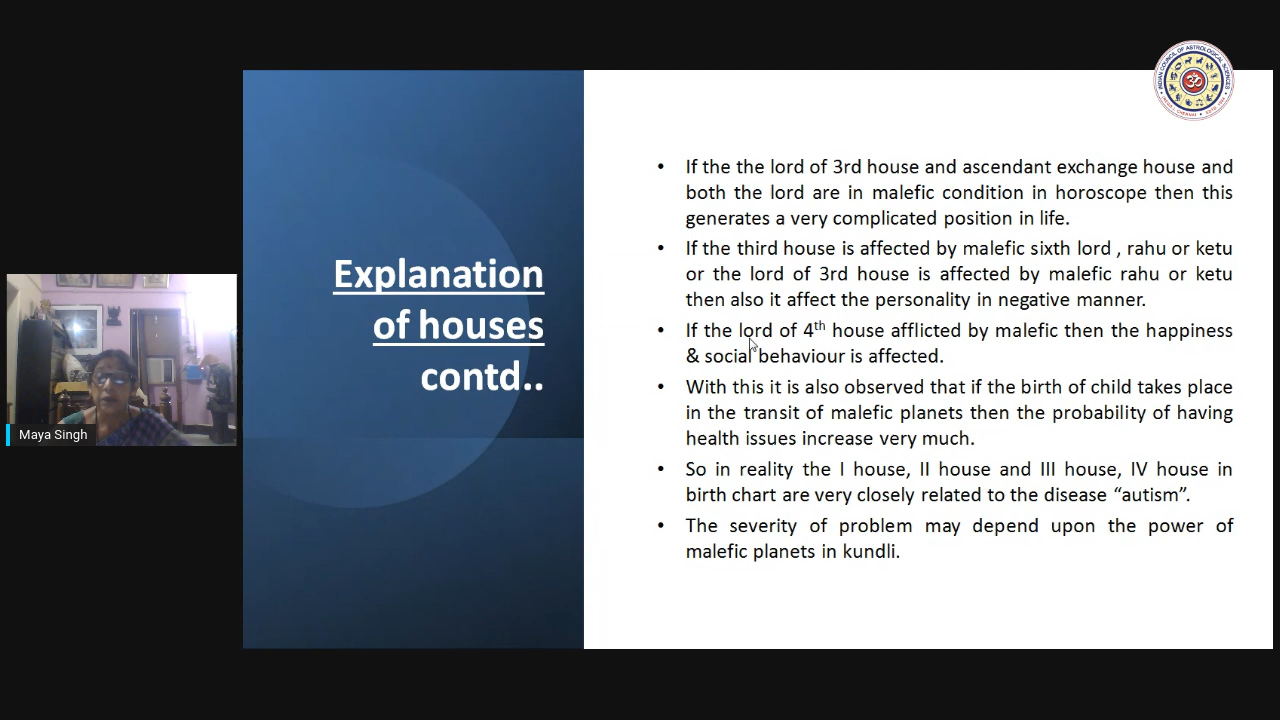 INDIAN COUNCIL OF ASTROLOGICAL SCIENCES
Explanation
of houses
contd..
• If the the lord of 3rd house and ascendant exchange house and
both the lord are in malefic condition in horoscope then this
generates a very complicated position in life.
• If the third house is affected by malefic sixth lord , rahu or ketu
or the lord of 3rd house is affected by malefic rahu or ketu
then also it affect the personality in negative manner.
• If the lord of 4th house afflicted by malefic then the happiness
& social behaviour is affected.
• With this it is also observed that if the birth of child takes place
in the transit of malefic planets then the probability of having
health issues increase very much.
• So in reality the I house, II house and III house, IV house in
birth chart are very closely related to the disease “autism”.
• The severity of problem may depend upon the power of
malefic planets in kundli.
Maya Singh